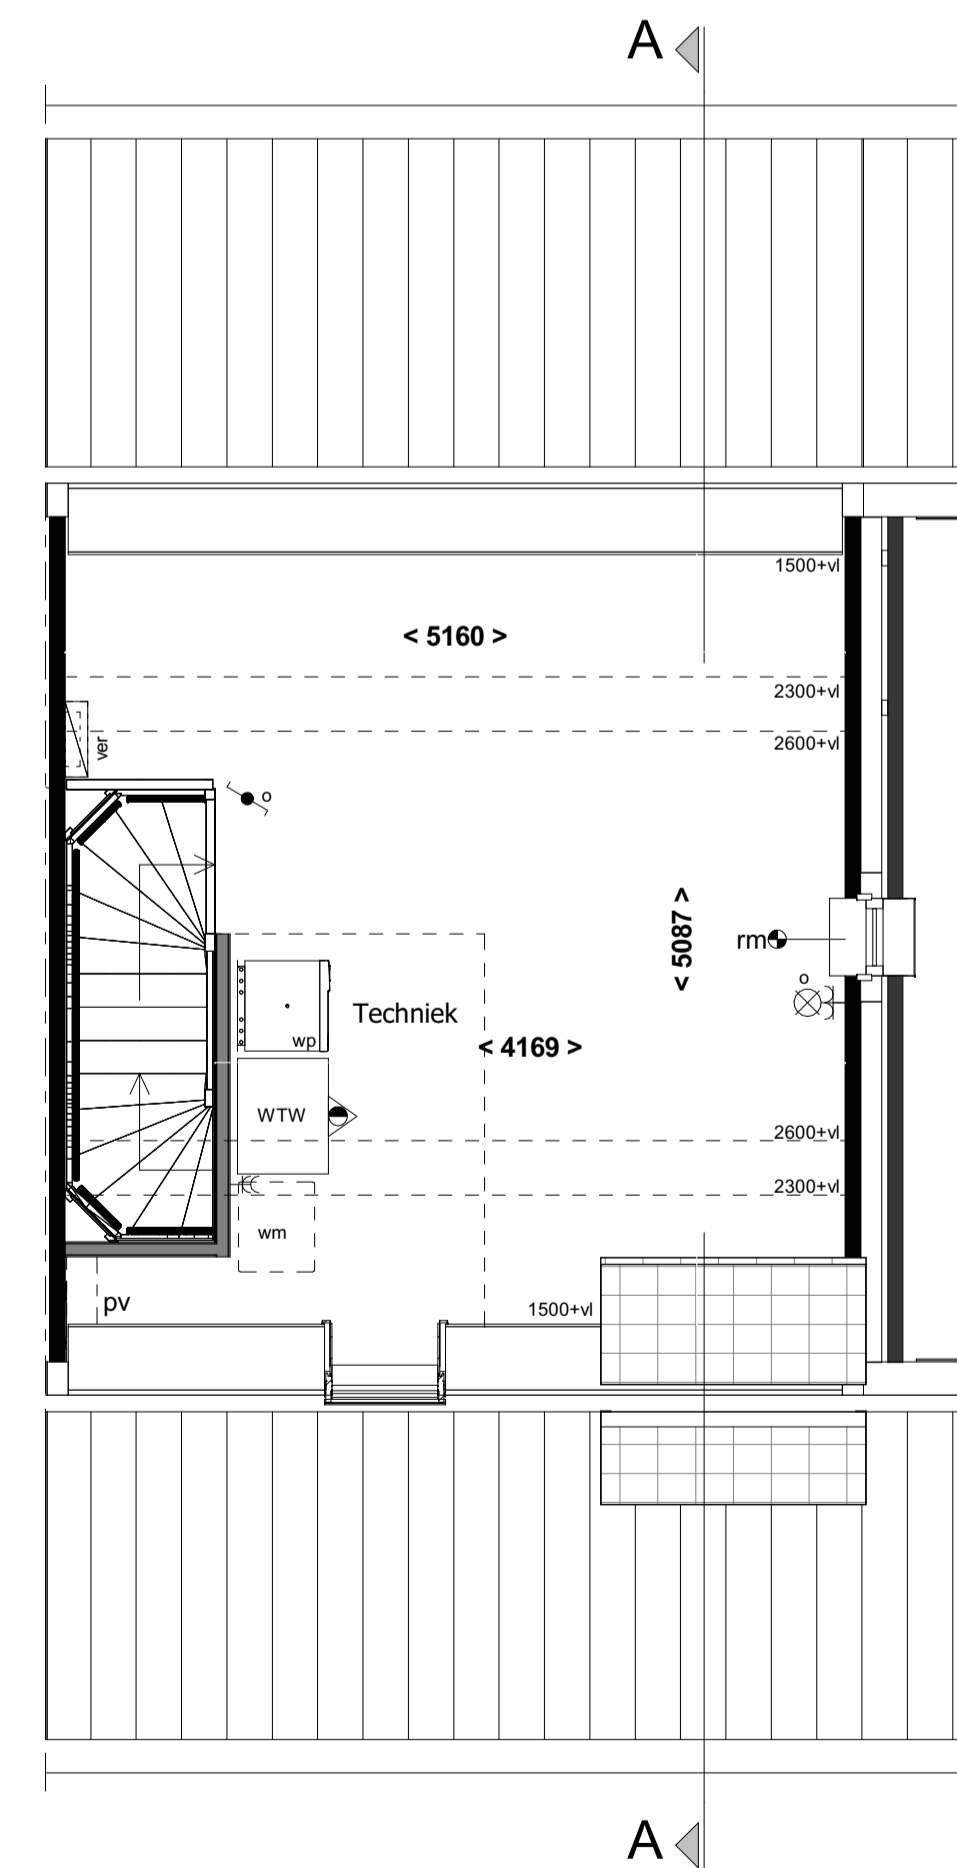 A
1500+vl
< 5160 >
2300+vl
2600+vl
ver
o
< 5087 >
rm
o
Techniek
wp
< 4169 >
WTW
2600+vl
2300+vl
wm
pv
1500+vl
A